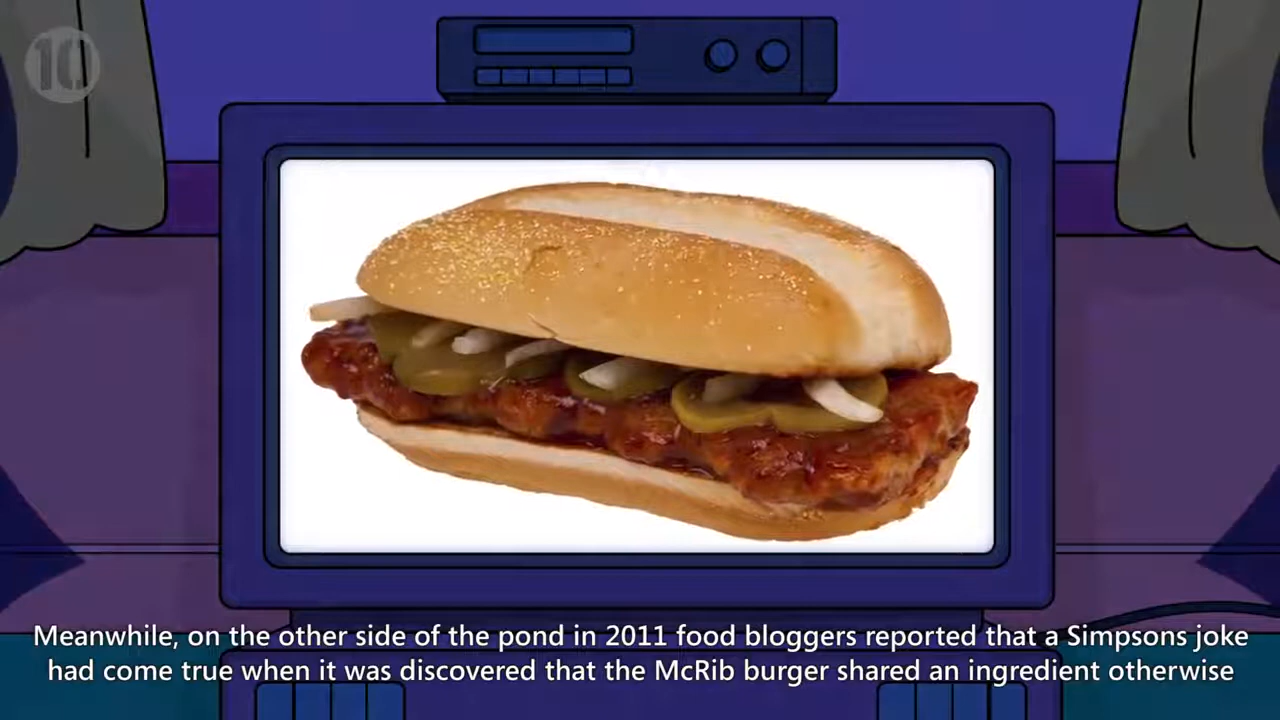 10
Meanwhile, on the other side of the pond in 2011 food bloggers reported that a Simpsons joke
had come true when it was discovered that the McRib burger shared an ingredient otherwise